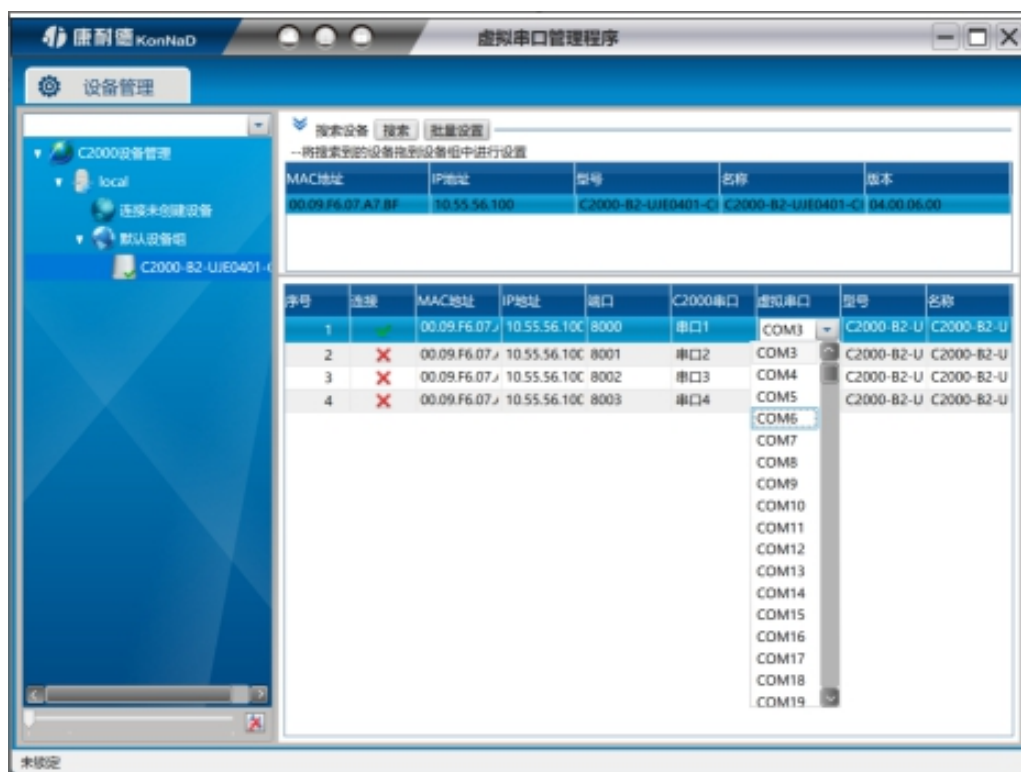 康耐德 KonNaD
虚拟串口管理程序
设备管理
搜索设备 搜索 批量设置
--将搜索到的设备拖到设备组中进行设置
C2000设备管理
local
连接未创建设备
默认设备组
C2000-B2-UJE0401-
MAC地址 IP地址 型号 名称 版本
00.09.F6.07.A7.BF 10.55.56.100 C2000-B2-UJE0401-C C2000-B2-UJE0401-C 04.00.06.00
序号 连接 MAC地址 IP地址 端口 C2000串口 虚拟串口 型号 名称
1 00.09.F6.07. 10.55.56.10 8000 串口1 COM3 C2000-B2-U C2000-B2-U
2 00.09.F6.07. 10.55.56.10 8001 串口2 COM3 C2000-B2-U C2000-B2-U
3 00.09.F6.07. 10.55.56.10 8002 串口3 COM4 C2000-B2-U C2000-B2-U
4 00.09.F6.07. 10.55.56.10 8003 串口4 COM5 C2000-B2-U C2000-B2-U
COM6
COM7
COM8
COM9
COM10
COM11
COM12
COM13
COM14
COM15
COM16
COM17
COM18
COM19
未锁定